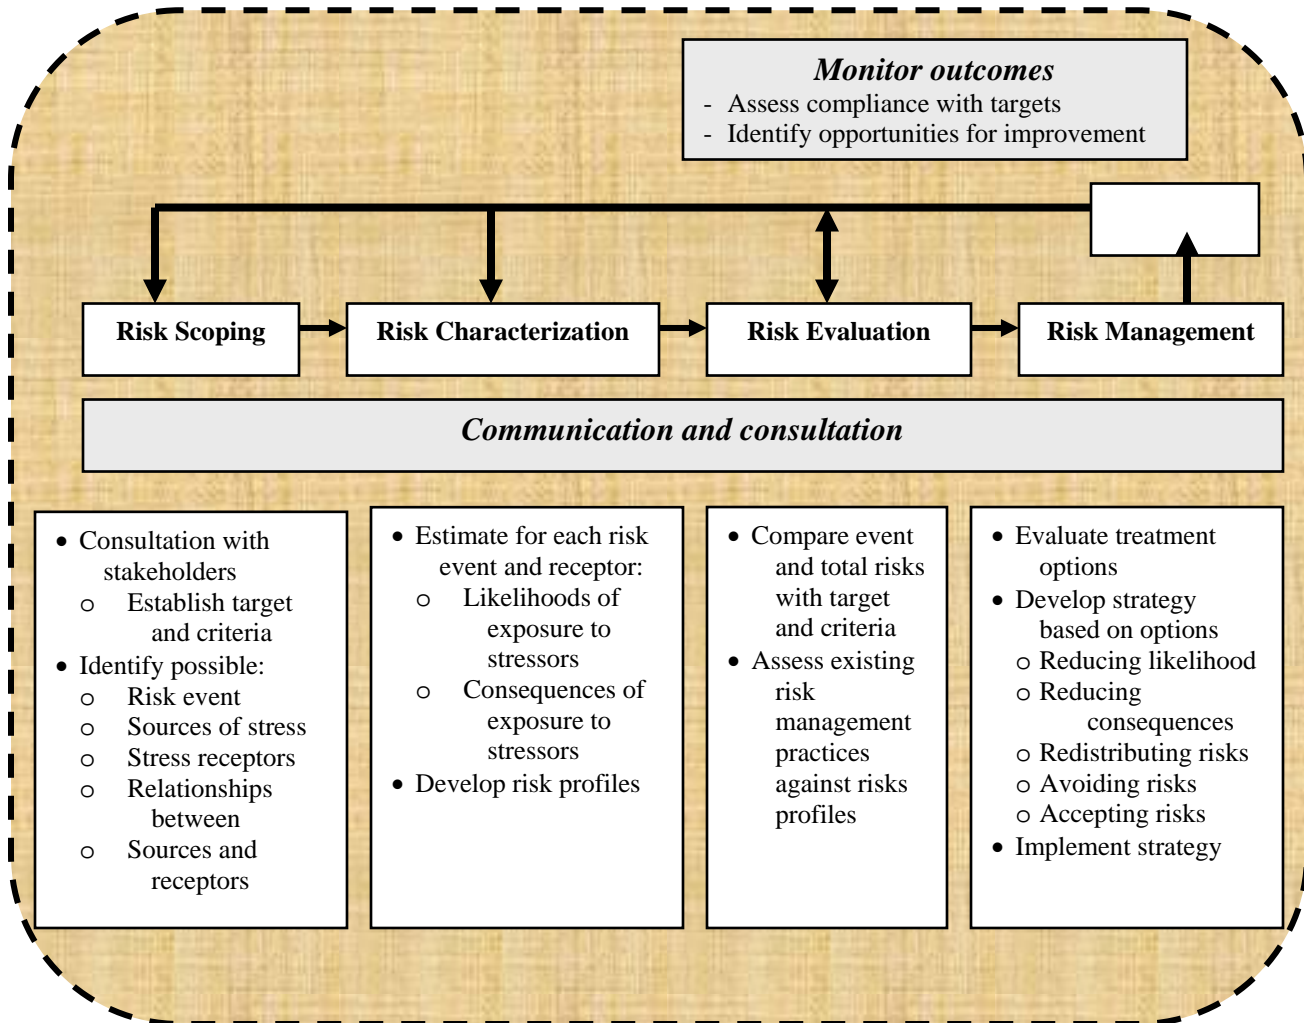 Monitor outcomes
- Assess compliance with targets
- Identify opportunities for improvement
Risk Scoping
Risk Characterization
Risk Evaluation
Risk Management
Communication and consultation
• Consultation with
stakeholders
o Establish target
and criteria
• Identify possible:
o Risk event
o Sources of stress
o Stress receptors
o Relationships
between
o Sources and
receptors
• Estimate for each risk
event and receptor:
o Likelihoods of
exposure to
stressors
o Consequences of
exposure to
stressors
• Develop risk profiles
• Compare event
and total risks
with target
and criteria
• Assess existing
risk
management
practices
against risks
profiles
• Evaluate treatment
options
• Develop strategy
based on options
o Reducing likelihood
o Reducing
consequences
o Redistributing risks
o Avoiding risks
o Accepting risks
• Implement strategy